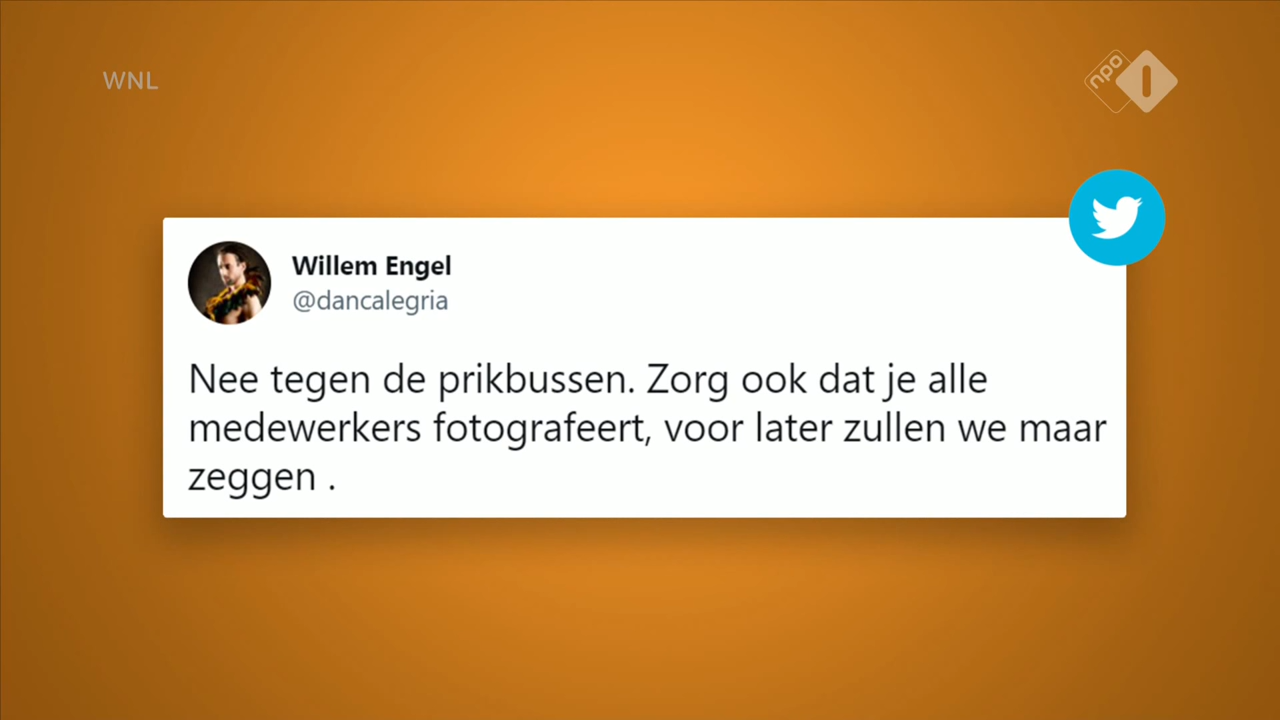 WNL
npo 1
Willem Engel
@dancalegria
Nee tegen de prikbussen. Zorg ook dat je alle
medewerkers fotografeert, voor later zullen we maar
zeggen .